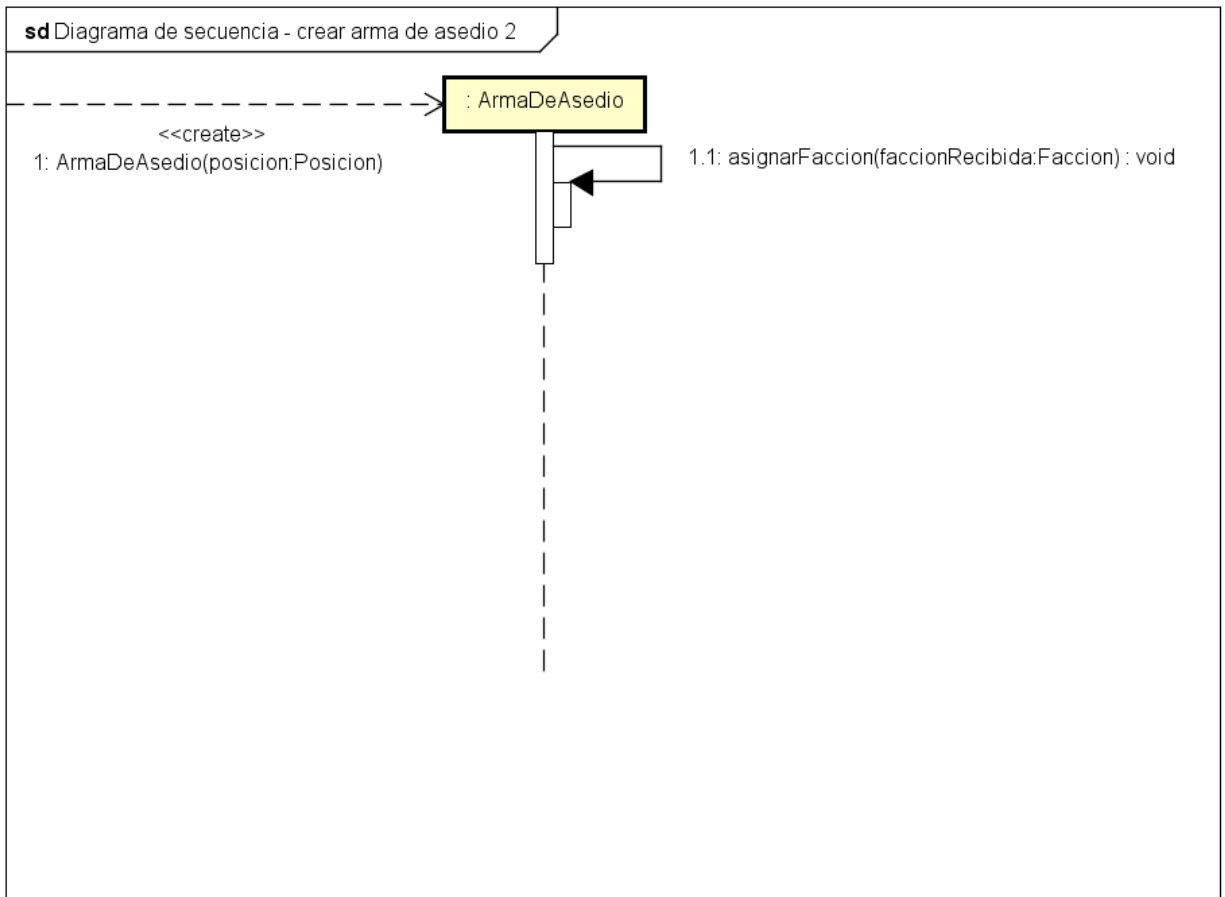 sd Diagrama de secuencia - crear arma de asedio 2
: ArmaDeAsedio
<<create>>
1: ArmaDeAsedio(posicion:Posicion)
1.1: asignarFaccion(faccionRecibida:Faccion) : void